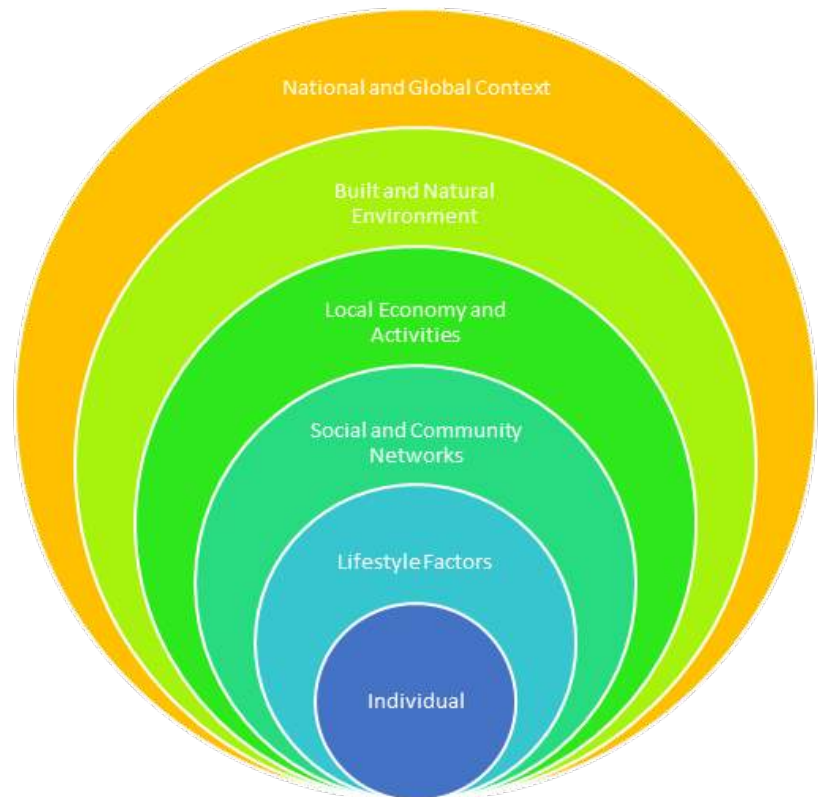 National and Global Context
Built and Natural
Environment
Local Economy and
Activities
Social and Community
Networks
Lifestyle Factors
Individual